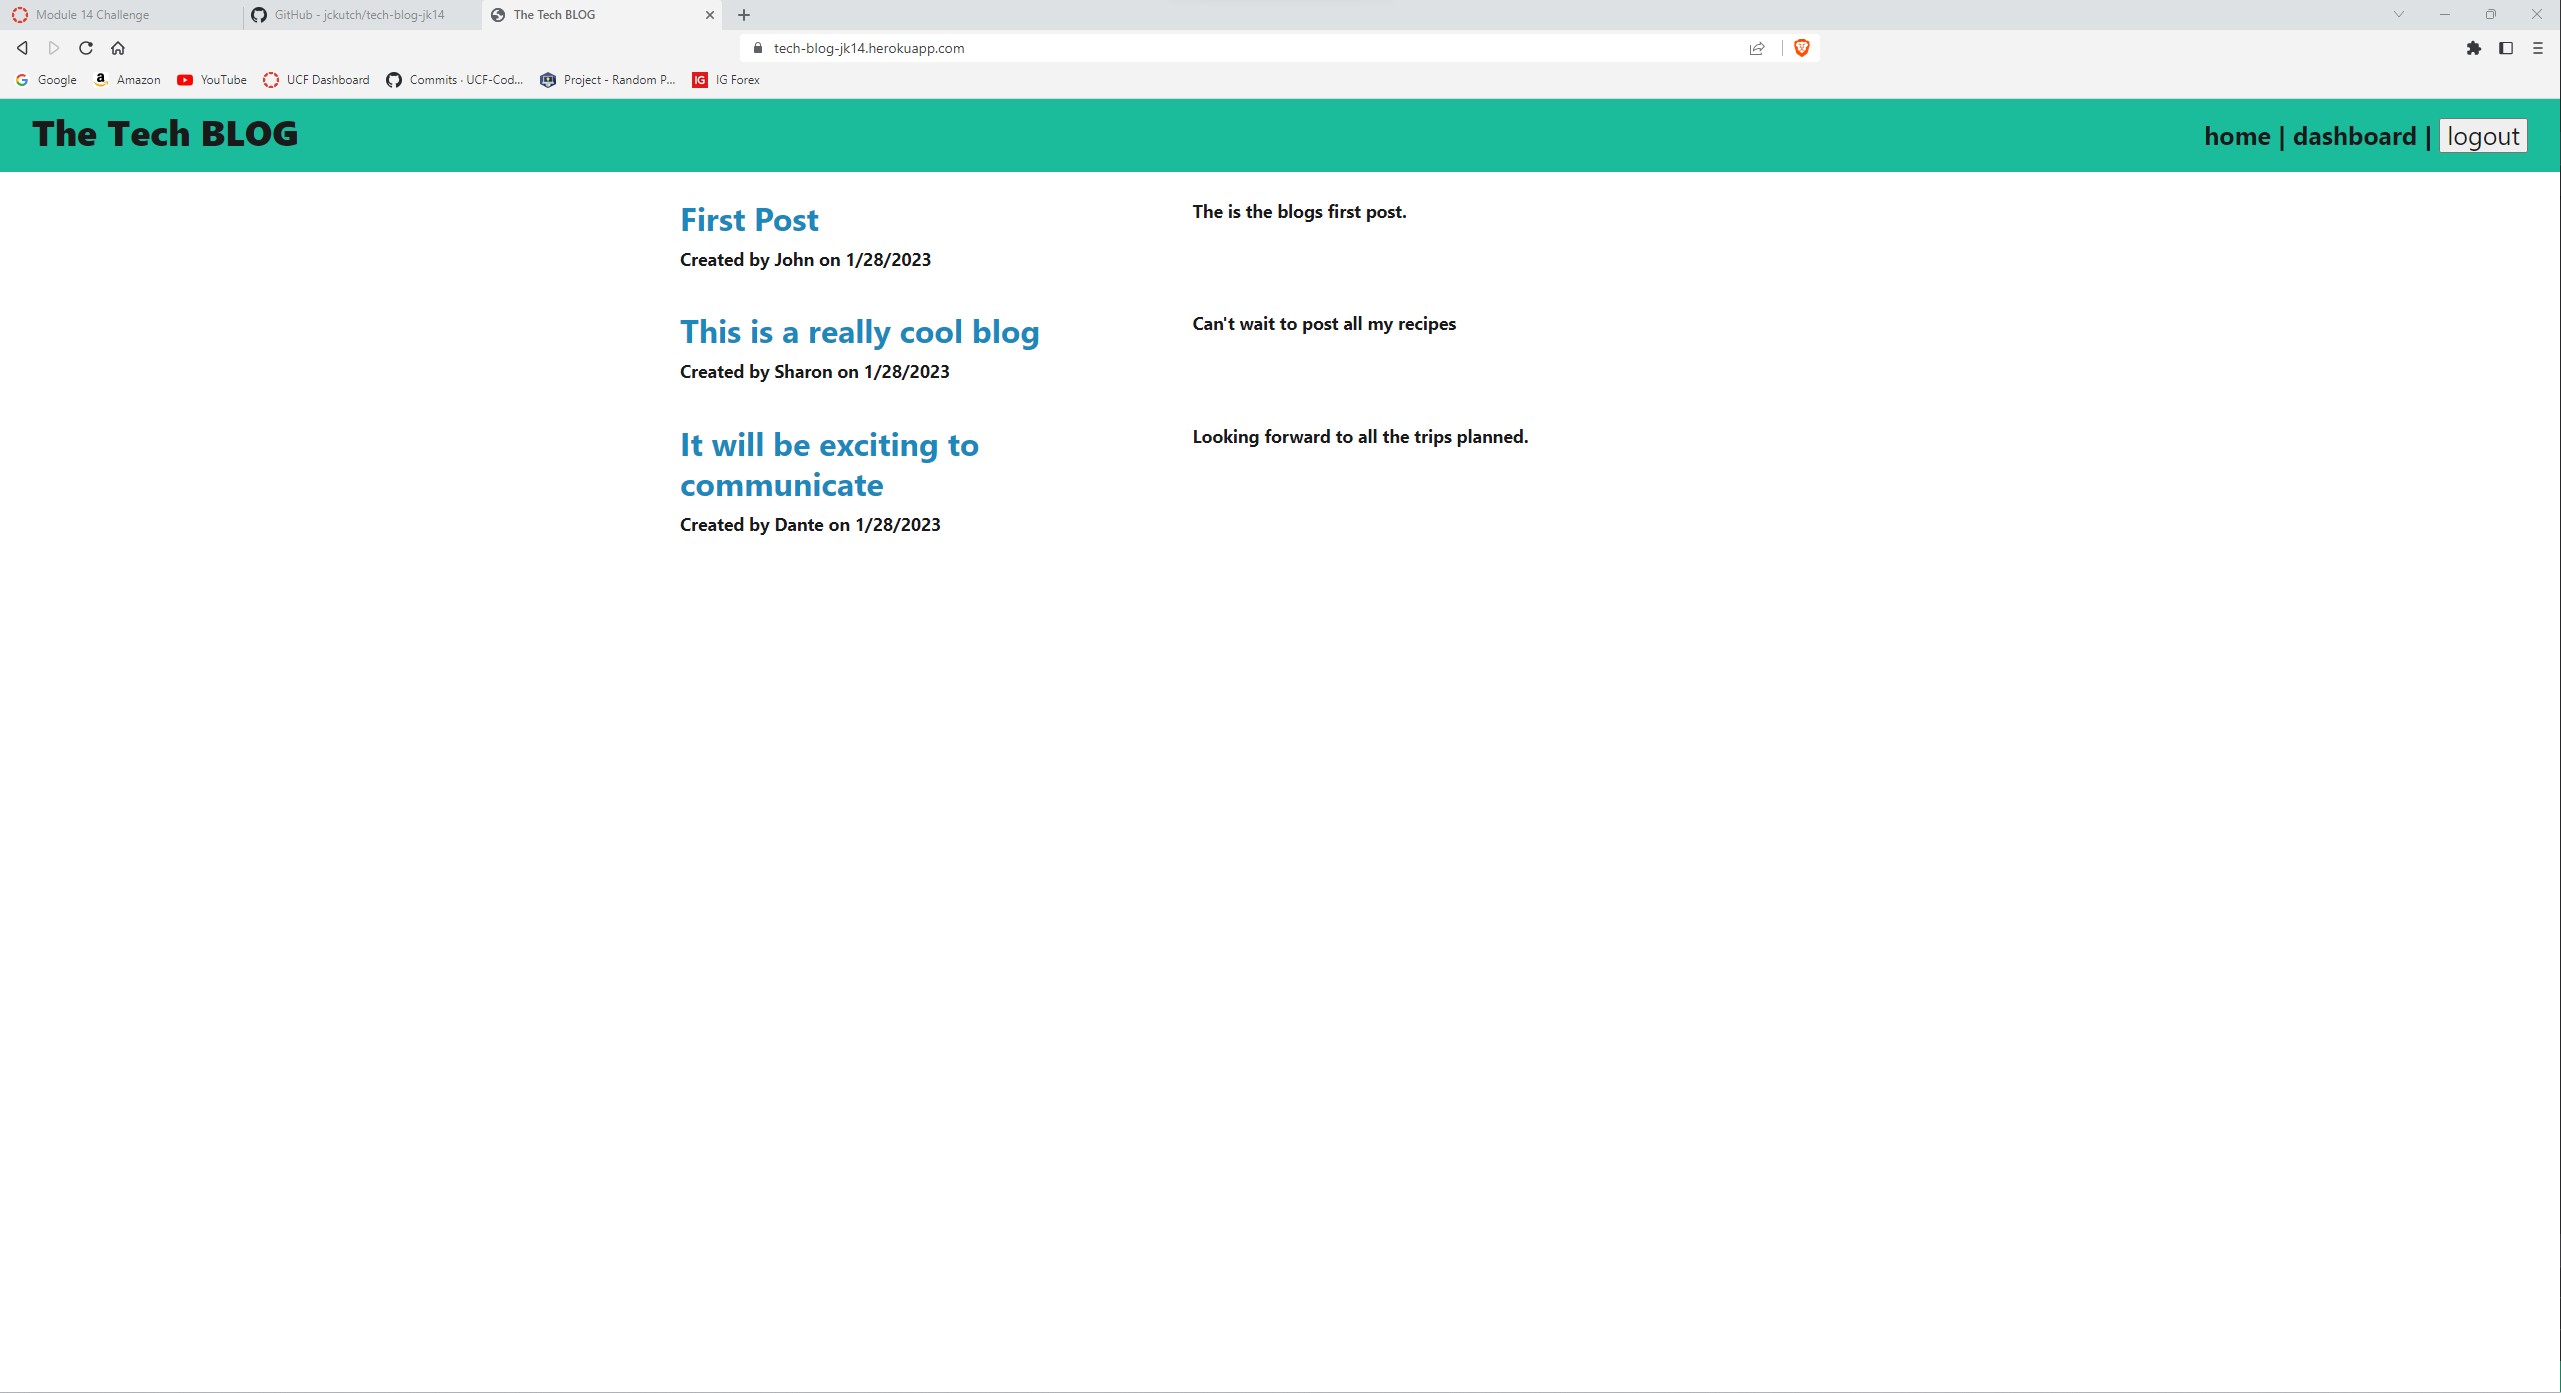 Module 14 Challenge
GitHub - jckutch/tech-blog-jk14
The Tech BLOG
tech-blog-jk14.herokuapp.com
Google
Amazon
YouTube
UCF Dashboard
Commits · UCF-Cod...
Project - Random P...
IG
IG Forex
The Tech BLOG
home | dashboard | logout
First Post
The is the blogs first post.
Created by John on 1/28/2023
This is a really cool blog
Can't wait to post all my recipes
Created by Sharon on 1/28/2023
It will be exciting to
communicate
Looking forward to all the trips planned.
Created by Dante on 1/28/2023